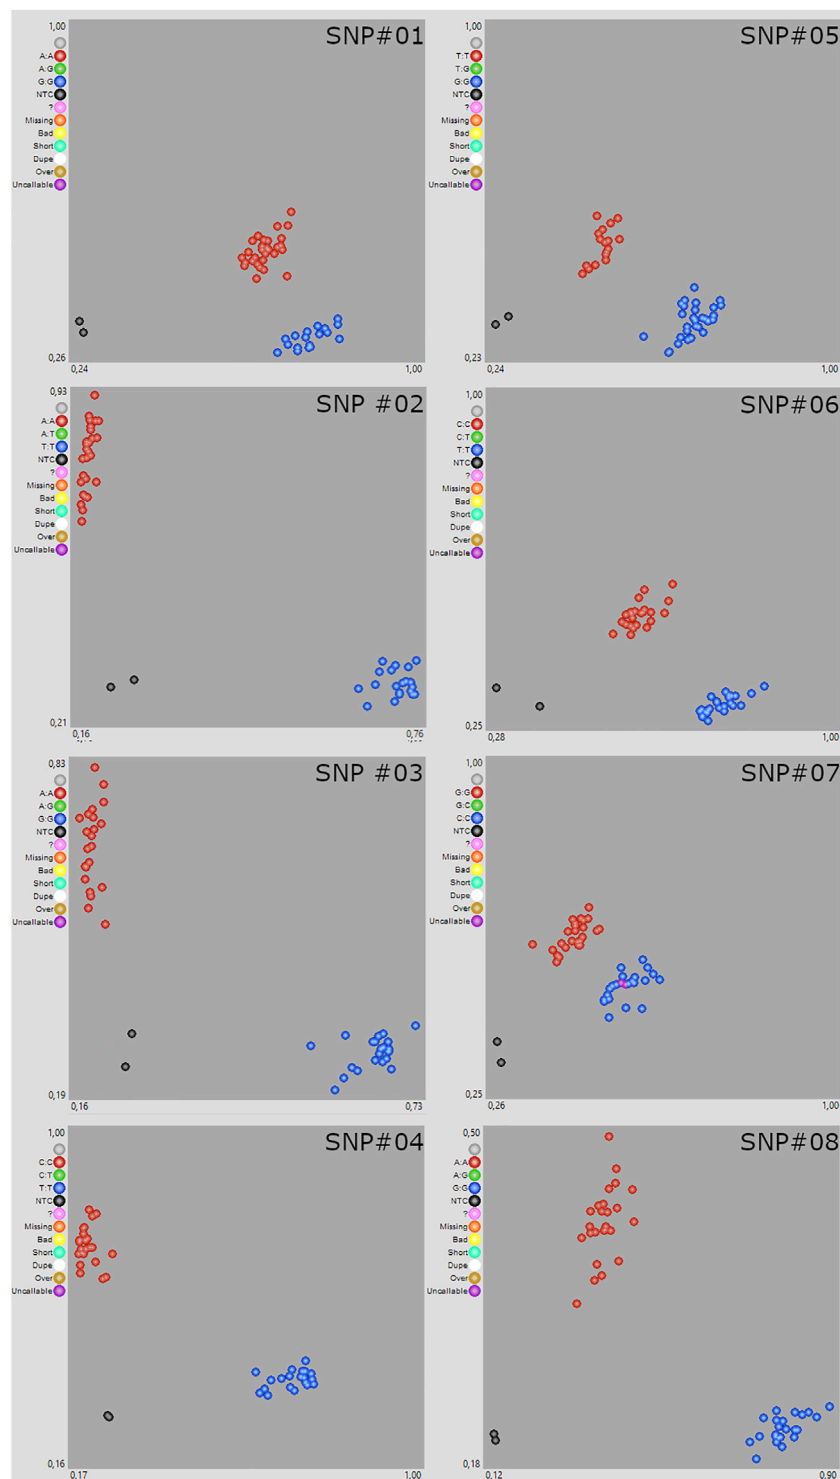 SNP#01
1,00
A:A
A:G
G:G
NTC
?
Missing
Bad
Short
Dupe
Over
Uncallable
0,26
0,24
1,00
SNP #02
0,93
A:A
A:T
T:T
NTC
?
Missing
Bad
Short
Dupe
Over
Uncallable
0,21
0,16
0,76
SNP #03
0,83
A:A
A:G
G:G
NTC
?
Missing
Bad
Short
Dupe
Over
Uncallable
0,19
0,16
0,73
SNP#04
1,00
C:C
C:T
T:T
NTC
?
Missing
Bad
Short
Dupe
Over
Uncallable
0,16
0,17
1,00
SNP#05
1,00
T:T
T:G
G:G
NTC
?
Missing
Bad
Short
Dupe
Over
Uncallable
0,23
0,24
1,00
SNP#06
1,00
C:C
C:T
T:T
NTC
?
Missing
Bad
Short
Dupe
Over
Uncallable
0,25
0,28
1,00
SNP#07
1,00
G:G
G:C
C:C
NTC
?
Missing
Bad
Short
Dupe
Over
Uncallable
0,25
0,26
1,00
SNP#08
0,50
A:A
A:G
G:G
NTC
?
Missing
Bad
Short
Dupe
Over
Uncallable
0,18
0,12
0,90